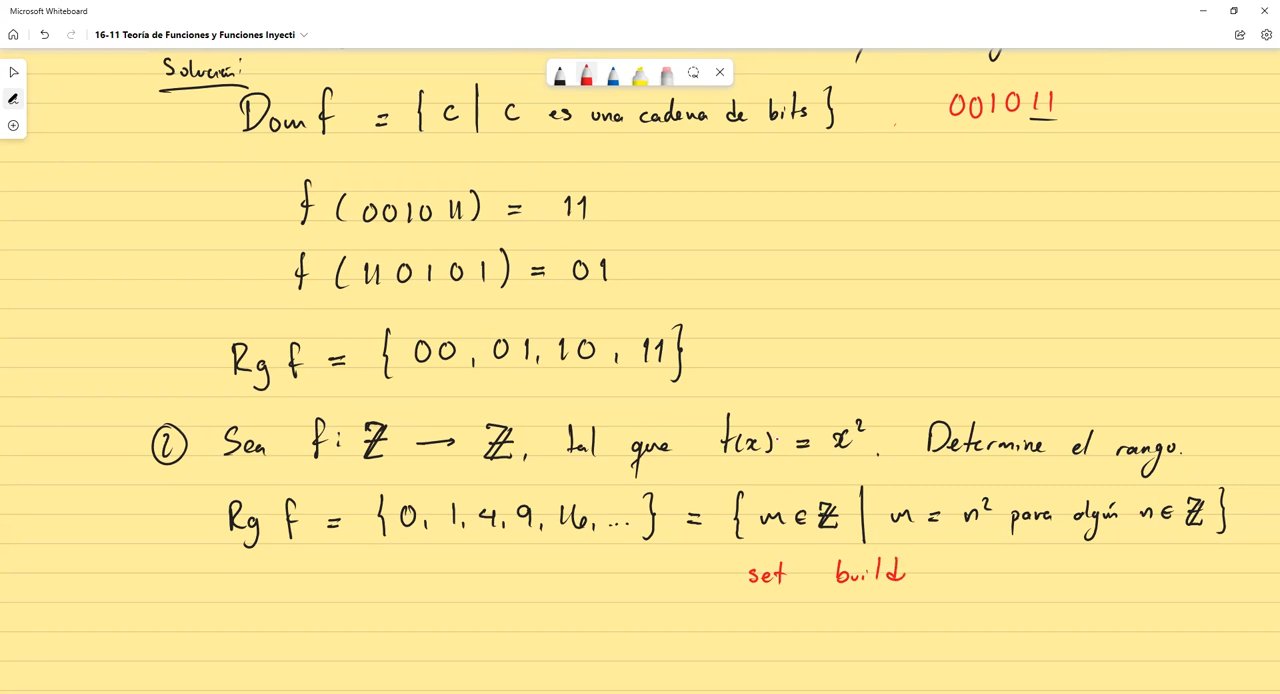 Microsoft Whiteboard
16-11 Teoría de Funciones y Funciones Inyecti
Solución:
Dom f = { c | c es una cadena de bits }
001011
f (001011) = 11
f (110101) = 01
Rg f = { 00, 01, 10, 11 }
② Sea f: ℤ → ℤ, tal que f(x) = x². Determine el rango.
Rg f = { 0, 1, 4, 9, 16, ... } = { m ∈ ℤ | m = n² para algún n ∈ ℤ }
set build